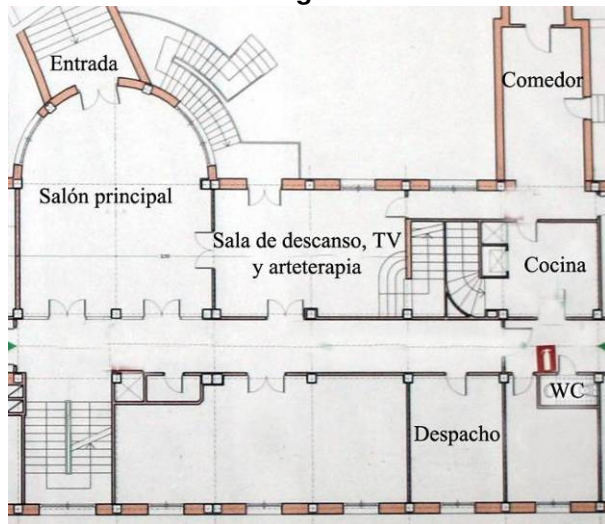 Entrada
Comedor
Salón principal
Sala de descanso, TV
y arteterapia
Cocina
WC
Despacho